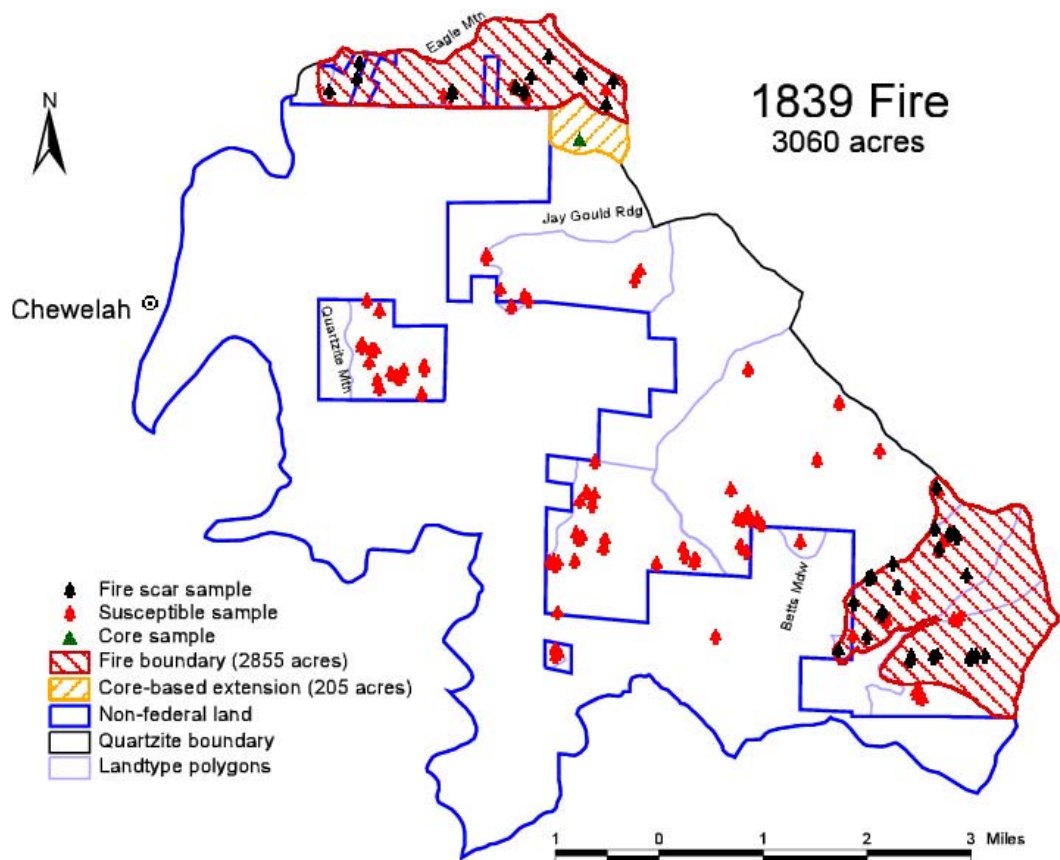 Eagle Mtn
N
1839 Fire
3060 acres
Jay Gould Rdg
Chewelah
Quartzite Mtn
Betts Mdw
Fire scar sample
Susceptible sample
Core sample
Fire boundary (2855 acres)
Core-based extension (205 acres)
Non-federal land
Quartzite boundary
Landtype polygons
1 0 1 2 3 Miles